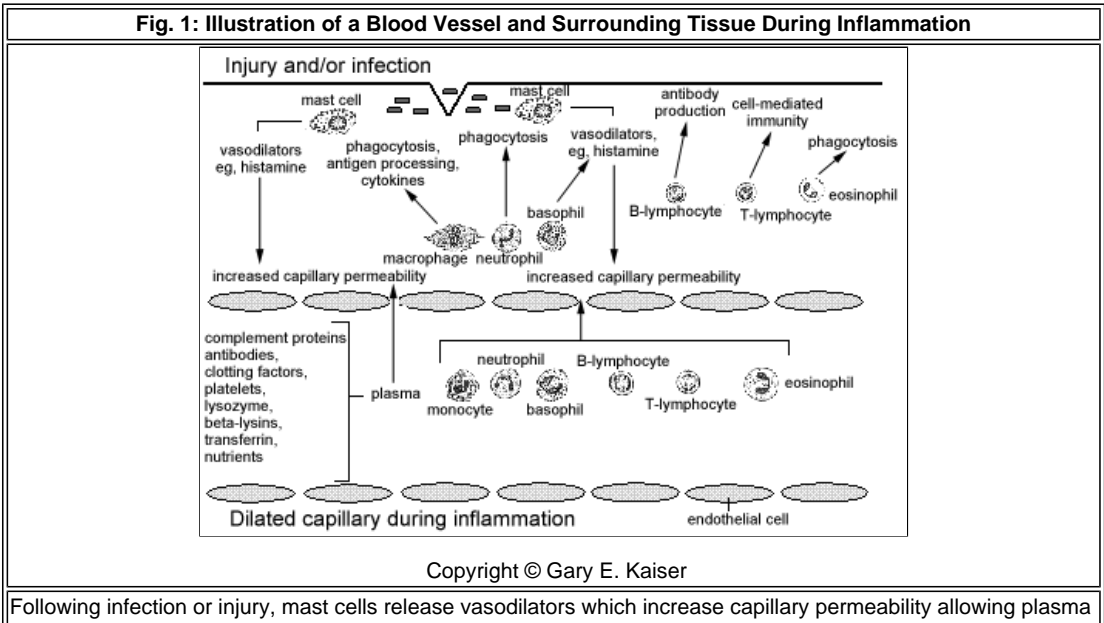 Fig. 1: Illustration of a Blood Vessel and Surrounding Tissue During Inflammation
Injury and/or infection
mast cell
mast cell
antibody
production
cell-mediated
immunity
vasodilators
eg, histamine
phagocytosis,
antigen processing,
cytokines
phagocytosis
vasodilators,
eg, histamine
phagocytosis
basophil
B-lymphocyte
T-lymphocyte
eosinophil
macrophage
neutrophil
increased capillary permeability
increased capillary permeability
complement proteins
antibodies,
clotting factors,
platelets,
lysozyme,
beta-lysins,
transferrin,
nutrients
plasma
neutrophil
B-lymphocyte
eosinophil
monocyte
basophil
T-lymphocyte
Dilated capillary during inflammation
endothelial cell
Copyright © Gary E. Kaiser
Following infection or injury, mast cells release vasodilators which increase capillary permeability allowing plasma